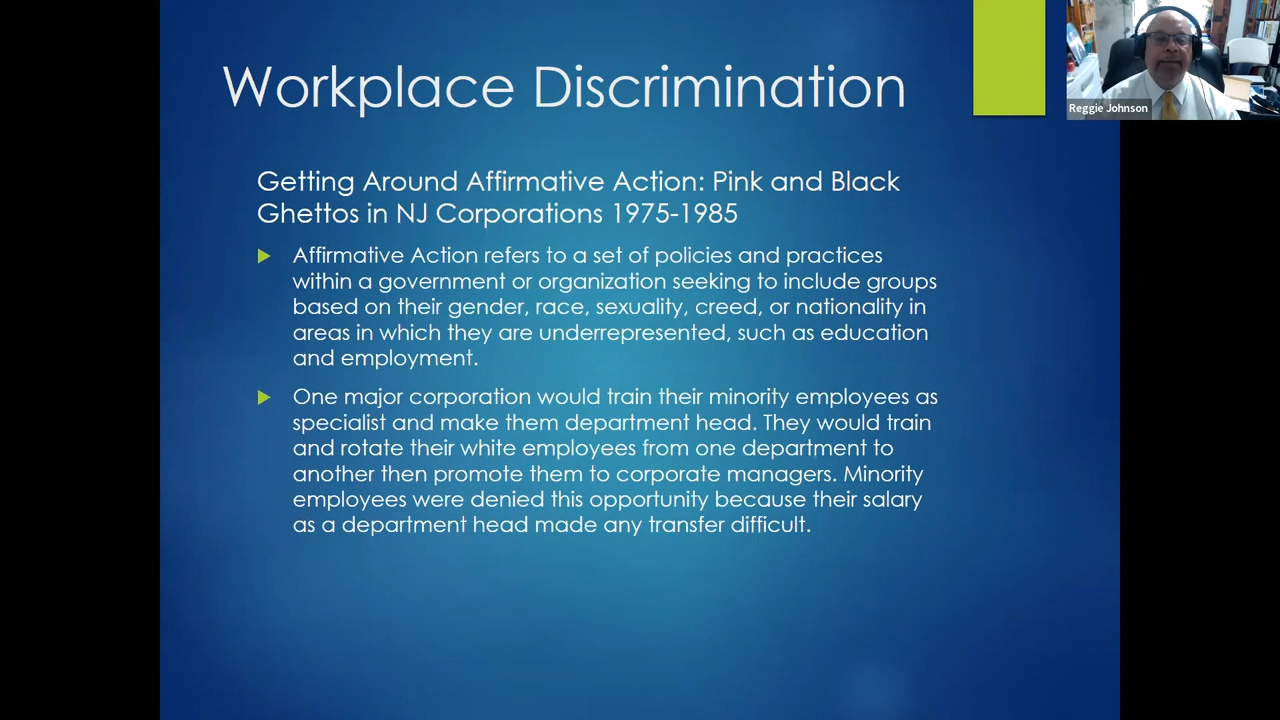 Workplace Discrimination
Reggie Johnson
Getting Around Affirmative Action: Pink and Black
Ghettos in NJ Corporations 1975-1985
Affirmative Action refers to a set of policies and practices
within a government or organization seeking to include groups
based on their gender, race, sexuality, creed, or nationality in
areas in which they are underrepresented, such as education
and employment.
One major corporation would train their minority employees as
specialist and make them department head. They would train
and rotate their white employees from one department to
another then promote them to corporate managers. Minority
employees were denied this opportunity because their salary
as a department head made any transfer difficult.